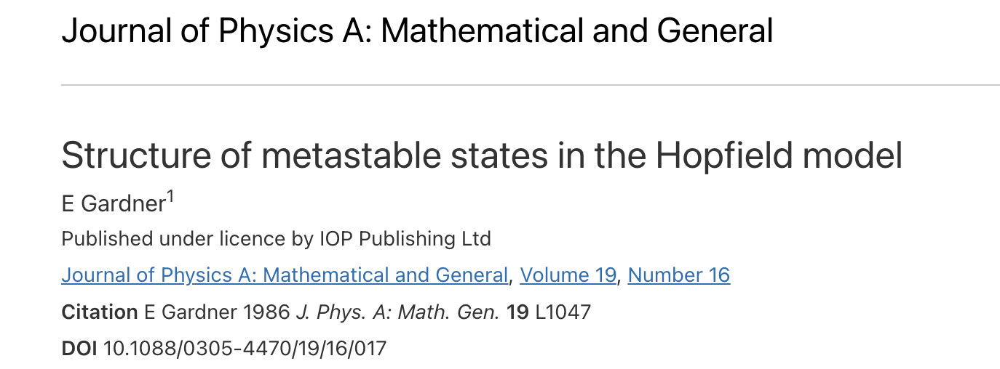 Journal of Physics A: Mathematical and General
Structure of metastable states in the Hopfield model
E Gardner1
Published under licence by IOP Publishing Ltd
Journal of Physics A: Mathematical and General, Volume 19, Number 16
Citation E Gardner 1986 J. Phys. A: Math. Gen. 19 L1047
DOI 10.1088/0305-4470/19/16/017